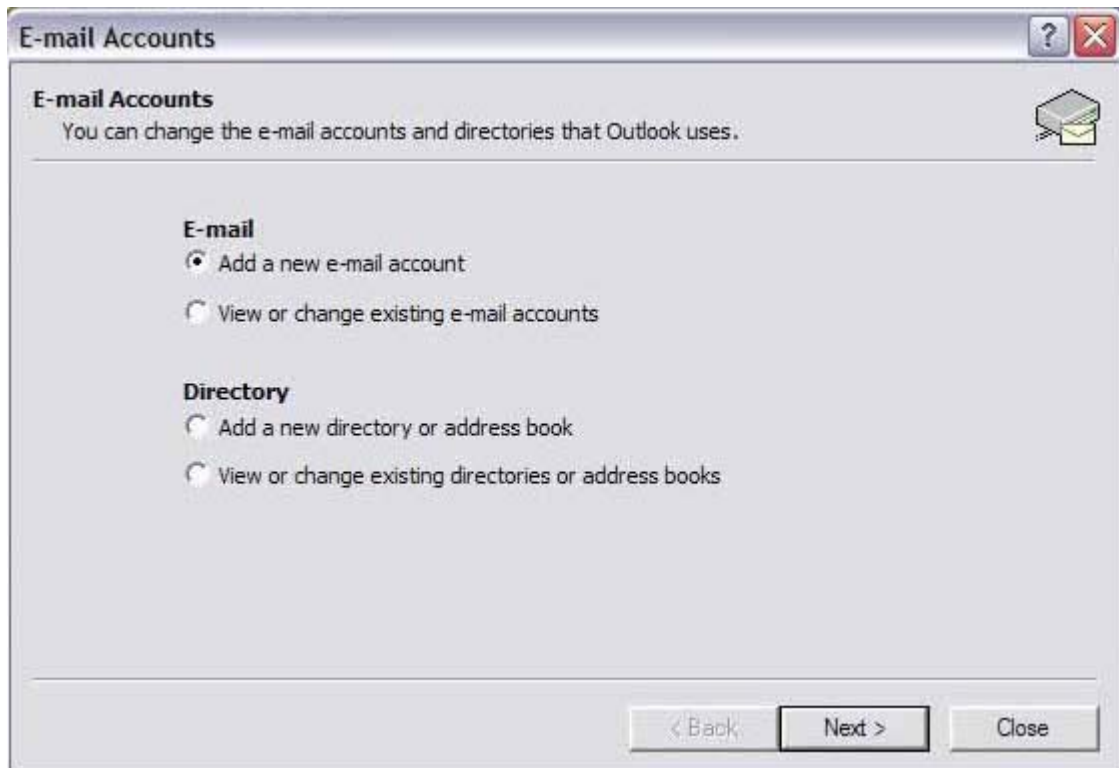 E-mail Accounts
E-mail Accounts
You can change the e-mail accounts and directories that Outlook uses.
E-mail
Add a new e-mail account
View or change existing e-mail accounts
Directory
Add a new directory or address book
View or change existing directories or address books
< Back Next > Close